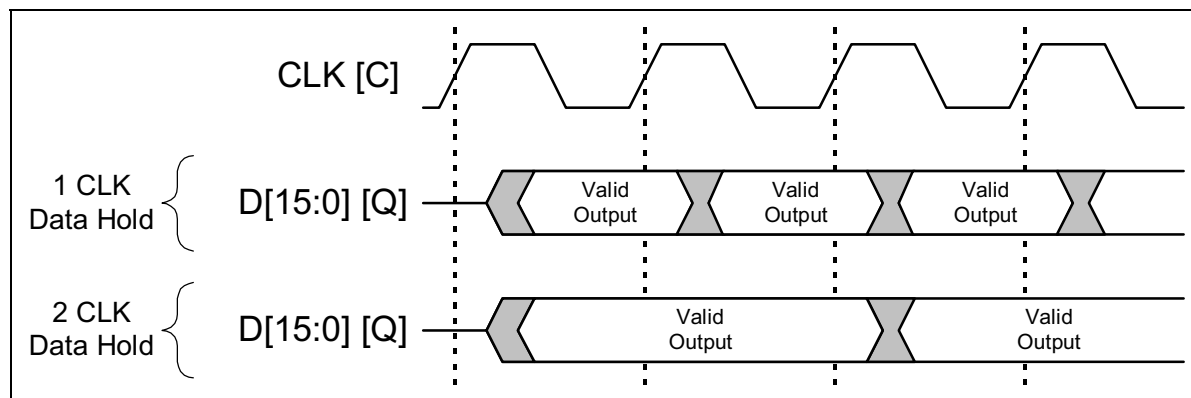 CLK [C]
1 CLK
Data Hold
D[15:0] [Q]
Valid
Output
Valid
Output
Valid
Output
2 CLK
Data Hold
D[15:0] [Q]
Valid
Output
Valid
Output